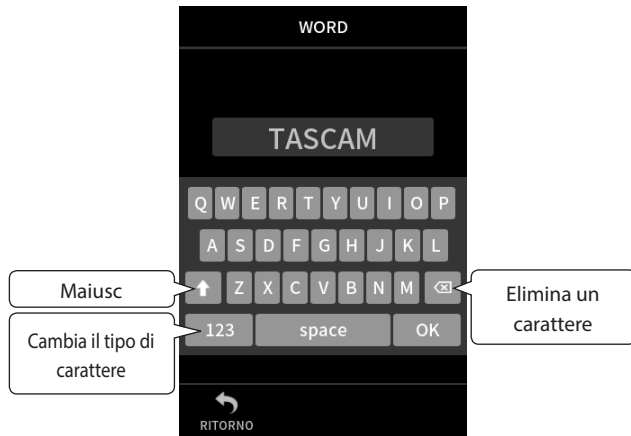 WORD
TASCAM
Q W E R T Y U I O P
A S D F G H J K L
Maiusc
Z X C V B N M
Elimina un
carattere
Cambia il tipo di
carattere
123 space OK
RITORNO